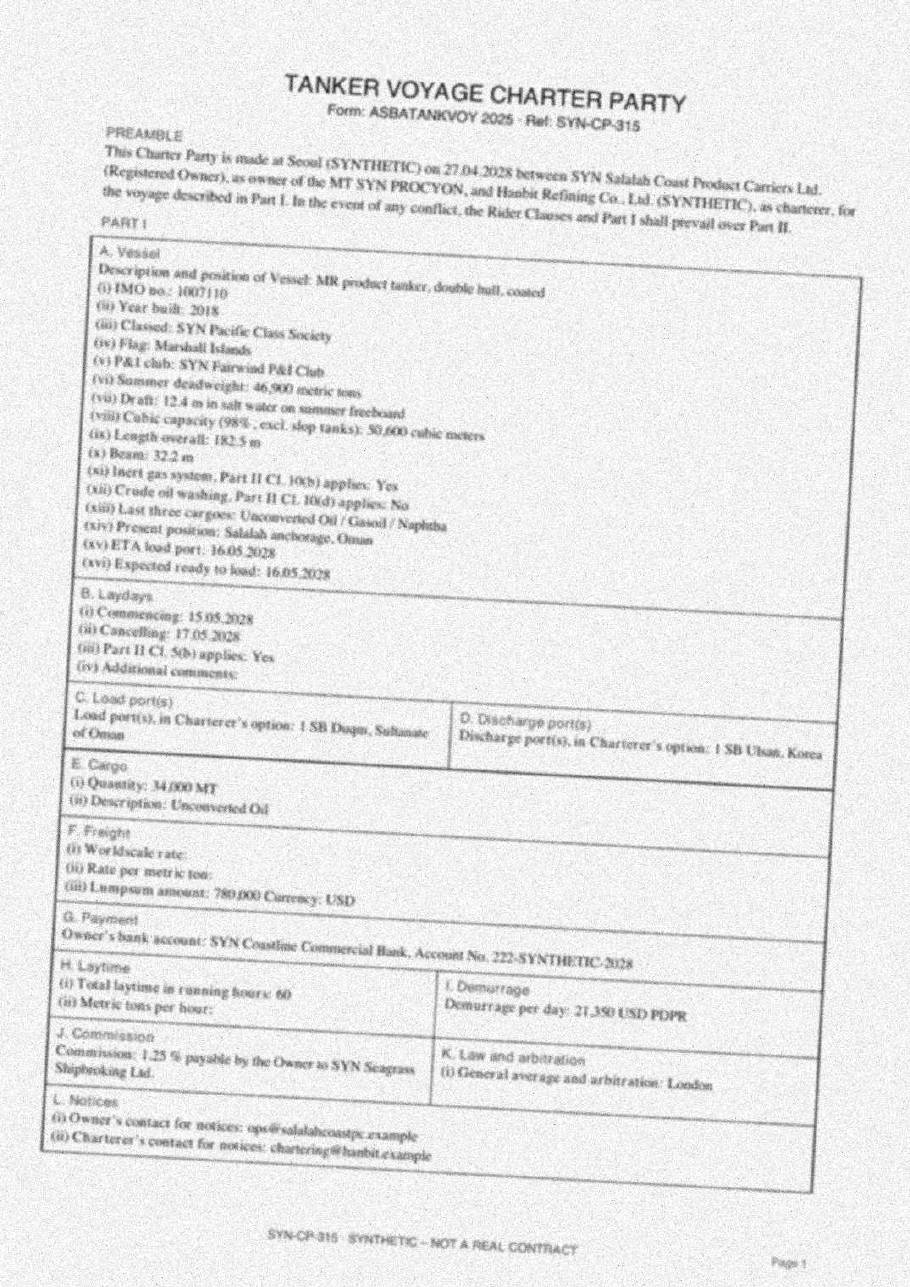 TANKER VOYAGE CHARTER PARTY
Form: ASBATANKVOY 2025 · Ref: SYN-CP-315
PREAMBLE
This Charter Party is made at Seoul (SYNTHETIC) on 27.04.2028 between SYN Salalah Coast Product Carriers Ltd.
(Registered Owner), as owner of the MT SYN PROCYON, and Hanbit Refining Co., Ltd. (SYNTHETIC), as charterer, for
the voyage described in Part I. In the event of any conflict, the Rider Clauses and Part I shall prevail over Part II.
PART I
A. Vessel
Description and position of Vessel: MR product tanker, double hull, coated
(i) IMO no.: 1007110
(ii) Year built: 2018
(iii) Classed: SYN Pacific Class Society
(iv) Flag: Marshall Islands
(v) P&I club: SYN Fairwind P&I Club
(vi) Summer deadweight: 46,900 metric tons
(vii) Draft: 12.4 m in salt water on summer freeboard
(viii) Cubic capacity (98%, excl. slop tanks): 50,600 cubic meters
(ix) Length overall: 182.5 m
(x) Beam: 32.2 m
(xi) Inert gas system, Part II Cl. 10(b) applies: Yes
(xii) Crude oil washing, Part II Cl. 10(d) applies: No
(xiii) Last three cargoes: Unconverted Oil / Gasoil / Naphtha
(xiv) Present position: Salalah anchorage, Oman
(xv) ETA load port: 16.05.2028
(xvi) Expected ready to load: 16.05.2028
B. Laydays
(i) Commencing: 15.05.2028
(ii) Cancelling: 17.05.2028
(iii) Part II Cl. 5(b) applies: Yes
(iv) Additional comments:
C. Load port(s)
Load port(s), in Charterer's option: 1 SB Duqm, Sultanate
of Oman
D. Discharge port(s)
Discharge port(s), in Charterer's option: 1 SB Ulsan, Korea
E. Cargo
(i) Quantity: 34,000 MT
(ii) Description: Unconverted Oil
F. Freight
(i) Worldscale rate:
(ii) Rate per metric ton:
(iii) Lumpsum amount: 780,000 Currency: USD
G. Payment
Owner's bank account: SYN Coastline Commercial Bank, Account No. 222-SYNTHETIC-2028
H. Laytime
(i) Total laytime in running hours: 60
(ii) Metric tons per hour:
I. Demurrage
Demurrage per day: 21,350 USD PDPR
J. Commission
Commission: 1.25 % payable by the Owner to SYN Seagrass
Shipbroking Ltd.
K. Law and arbitration
(i) General average and arbitration: London
L. Notices
(i) Owner's contact for notices: ops@salalahcoastpc.example
(ii) Charterer's contact for notices: chartering@hanbit.example
SYN-CP-315 · SYNTHETIC – NOT A REAL CONTRACT
Page 1